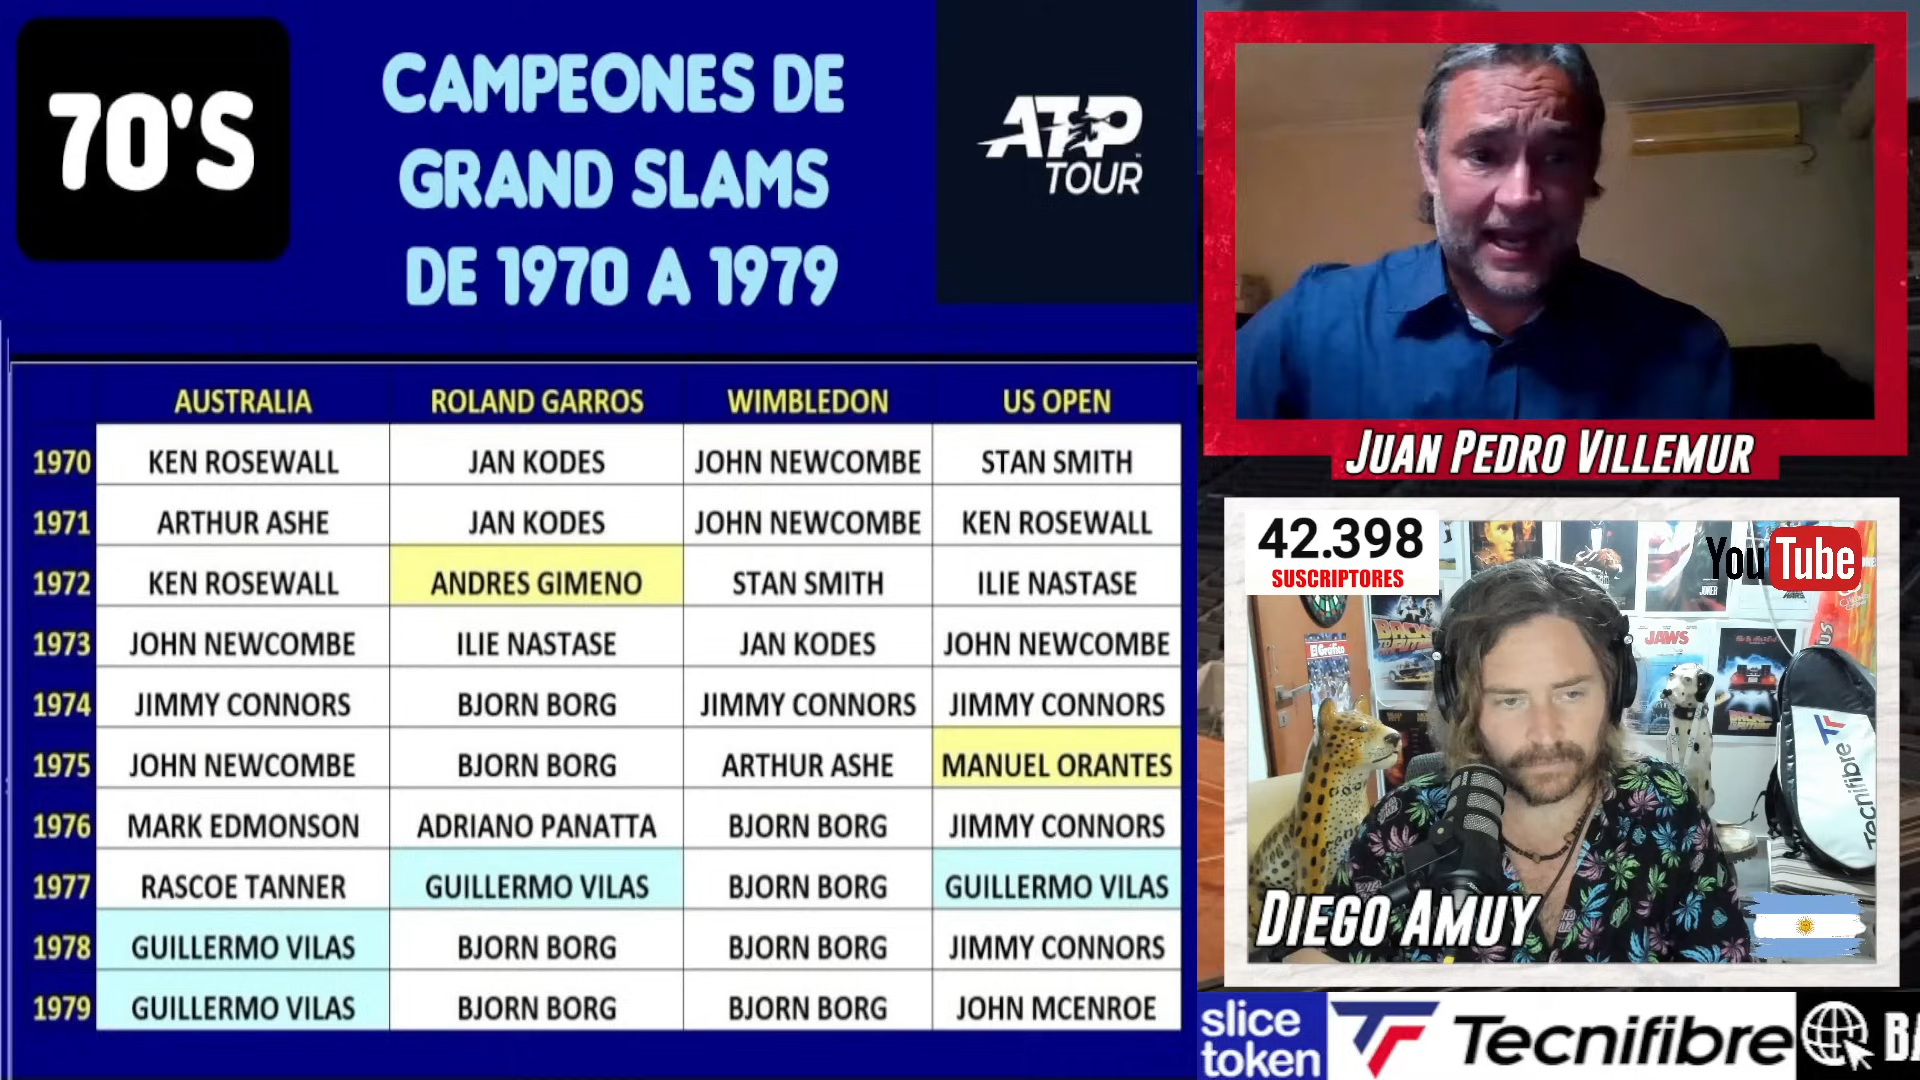 70'S
CAMPEONES DE
GRAND SLAMS
DE 1970 A 1979
ATP
TOUR
AUSTRALIA ROLAND GARROS WIMBLEDON US OPEN
1970 KEN ROSEWALL JAN KODES JOHN NEWCOMBE STAN SMITH
1971 ARTHUR ASHE JAN KODES JOHN NEWCOMBE KEN ROSEWALL
1972 KEN ROSEWALL ANDRES GIMENO STAN SMITH ILIE NASTASE
1973 JOHN NEWCOMBE ILIE NASTASE JAN KODES JOHN NEWCOMBE
1974 JIMMY CONNORS BJORN BORG JIMMY CONNORS JIMMY CONNORS
1975 JOHN NEWCOMBE BJORN BORG ARTHUR ASHE MANUEL ORANTES
1976 MARK EDMONSON ADRIANO PANATTA BJORN BORG JIMMY CONNORS
1977 RASCOE TANNER GUILLERMO VILAS BJORN BORG GUILLERMO VILAS
1978 GUILLERMO VILAS BJORN BORG BJORN BORG JIMMY CONNORS
1979 GUILLERMO VILAS BJORN BORG BJORN BORG JOHN MCENROE
JUAN PEDRO VILLEMUR
42.398
SUSCRIPTORES
YouTube
JOKER
El Gráfico
BACK
JAWS
Tecnifibre
DIEGO AMUY
slice
token
Tecnifibre